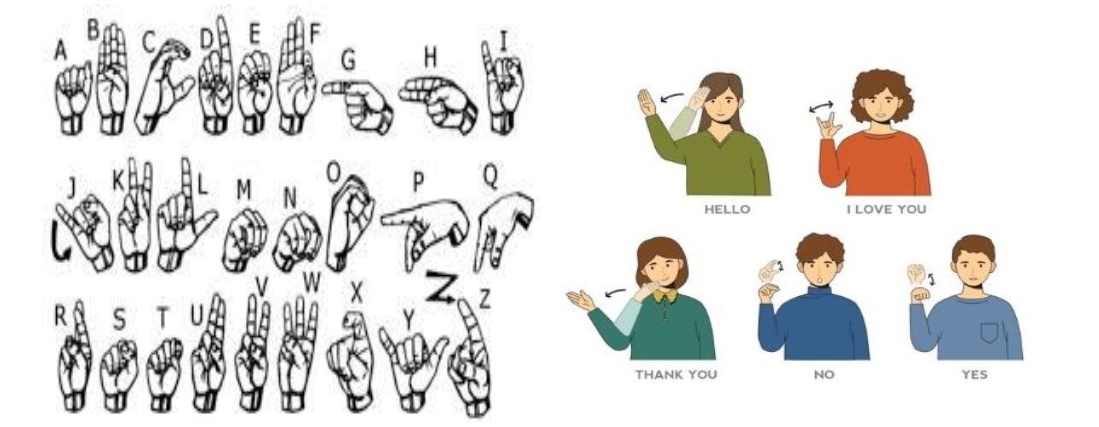 A B C D E F G H I
J K L M N O P Q
R S T U V W X Y Z Z
HELLO I LOVE YOU
THANK YOU NO YES